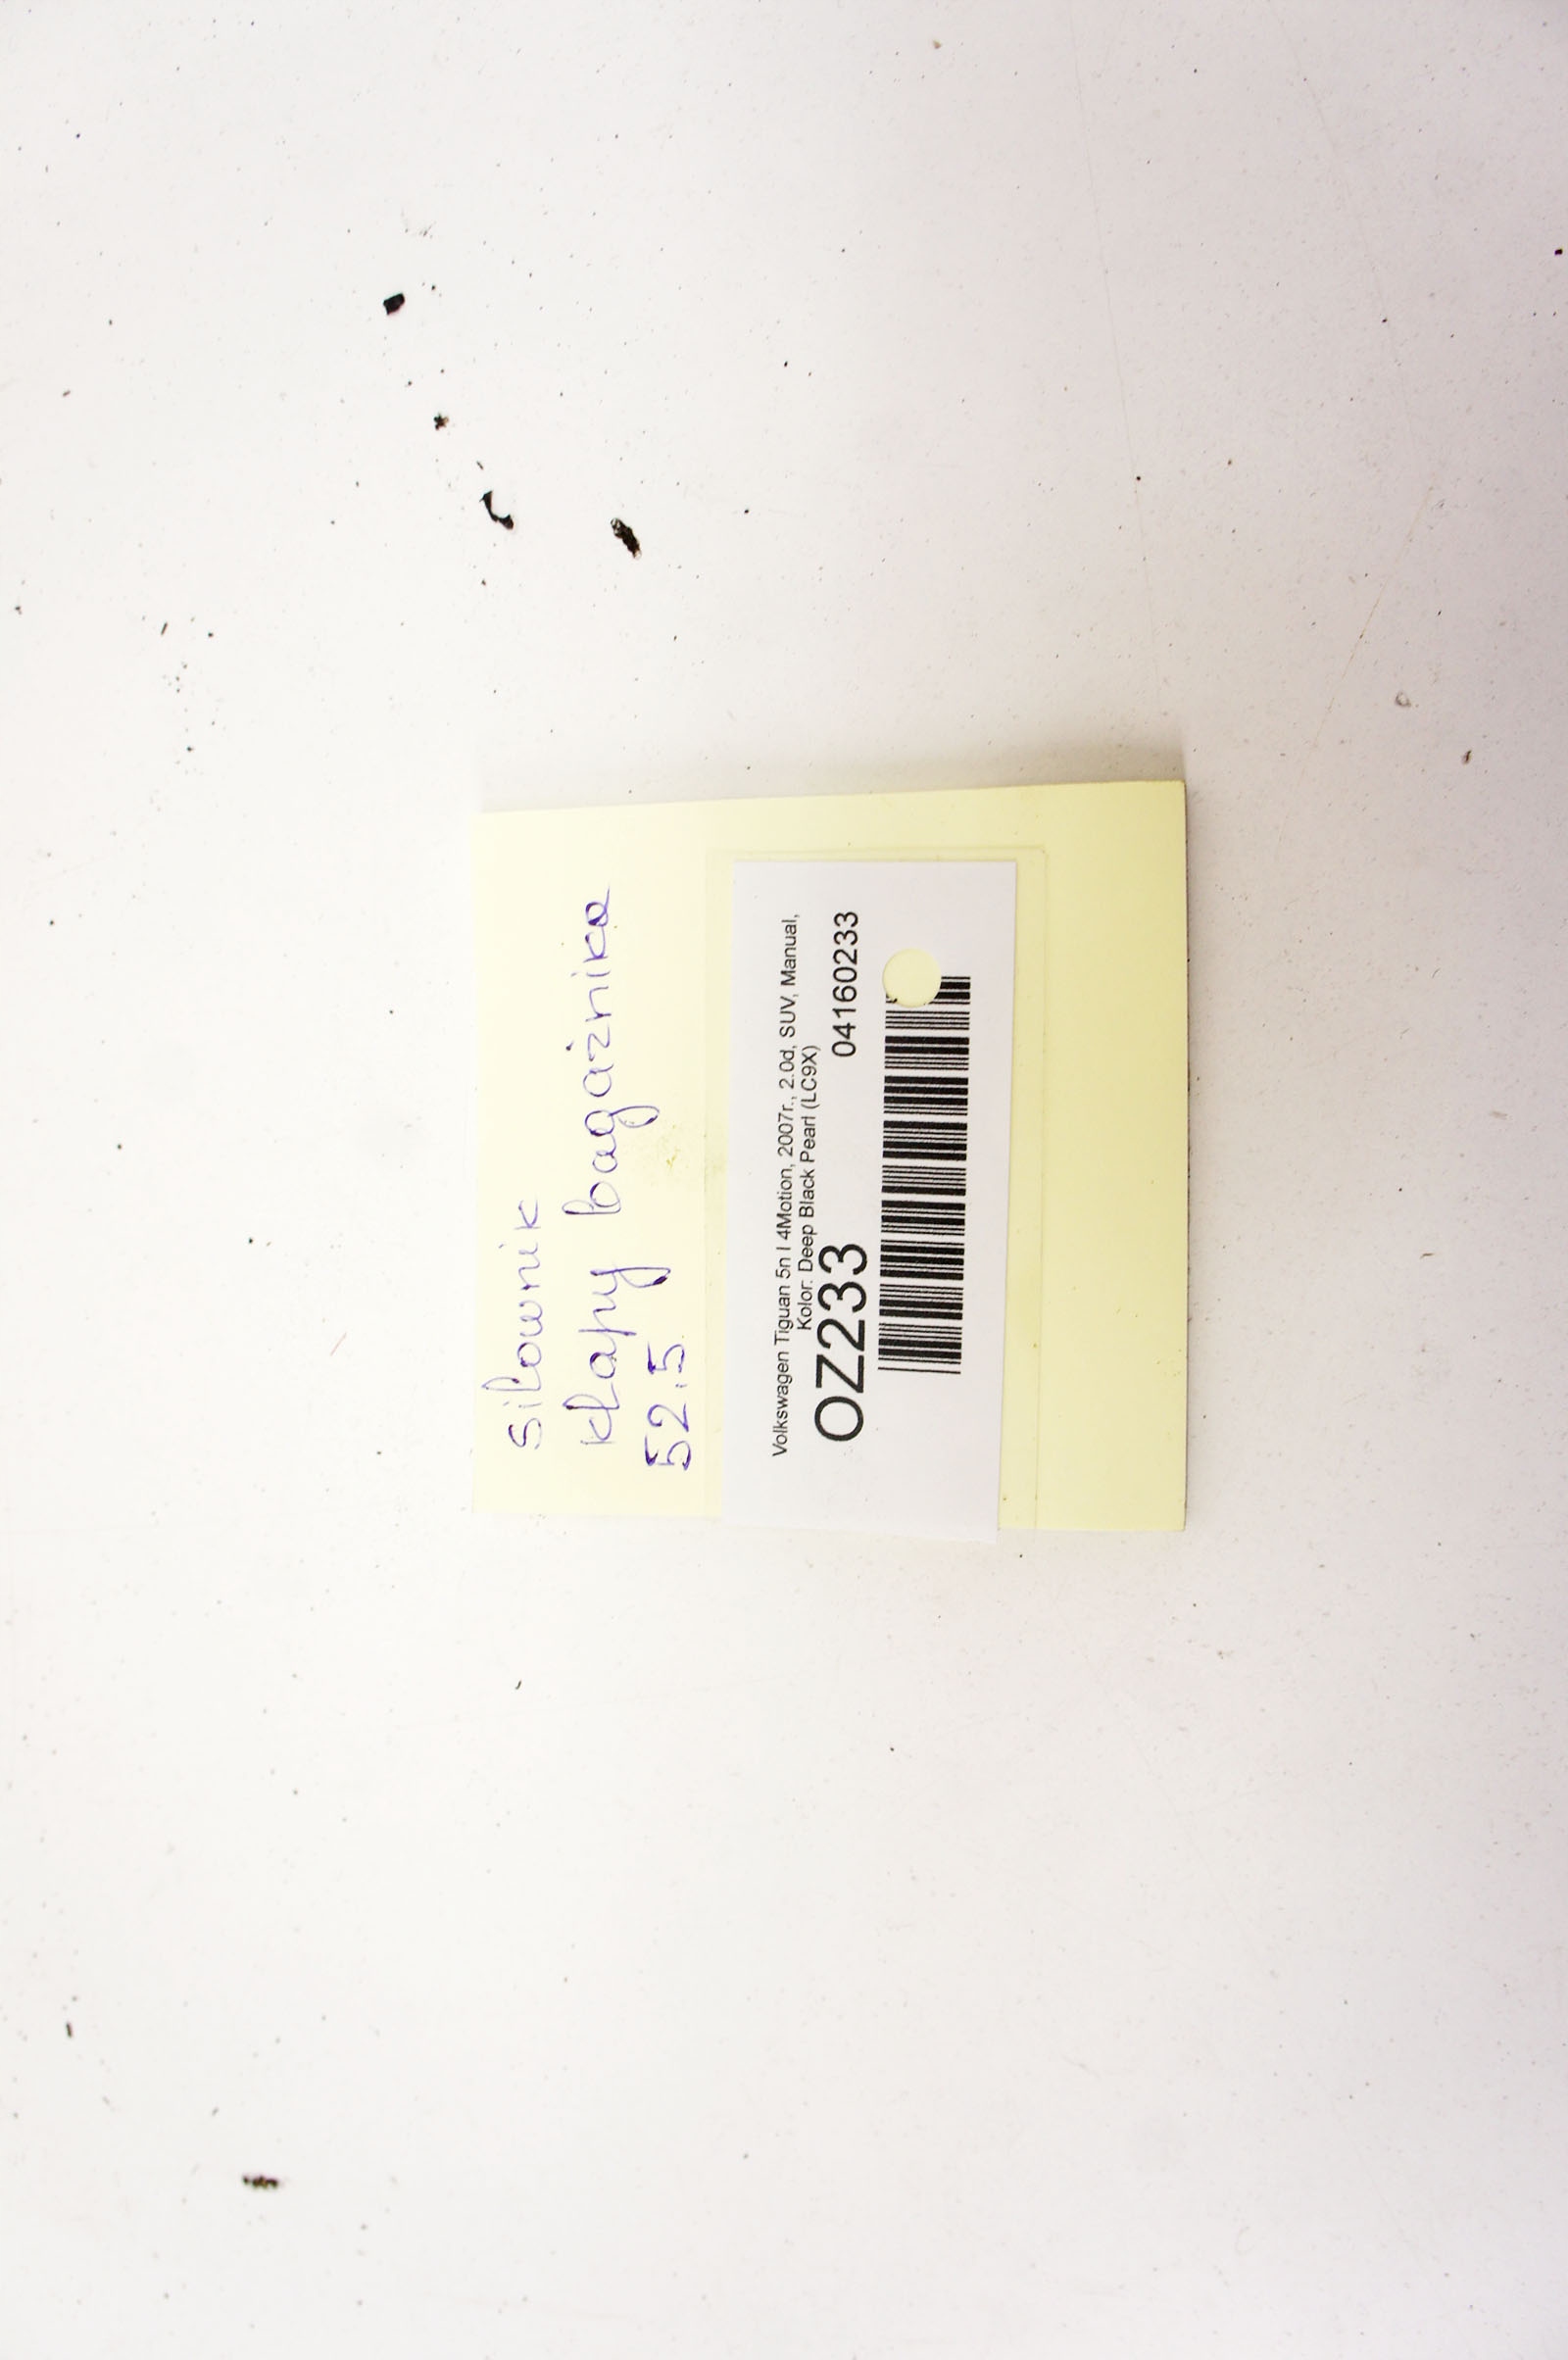 siłownik
klapy bagażnika
52.5
Volkswagen Tiguan 5n I 4Motion, 2007r., 2.0d, SUV, Manual,
Kolor: Deep Black Pearl (LC9X)
OZ233 04160233